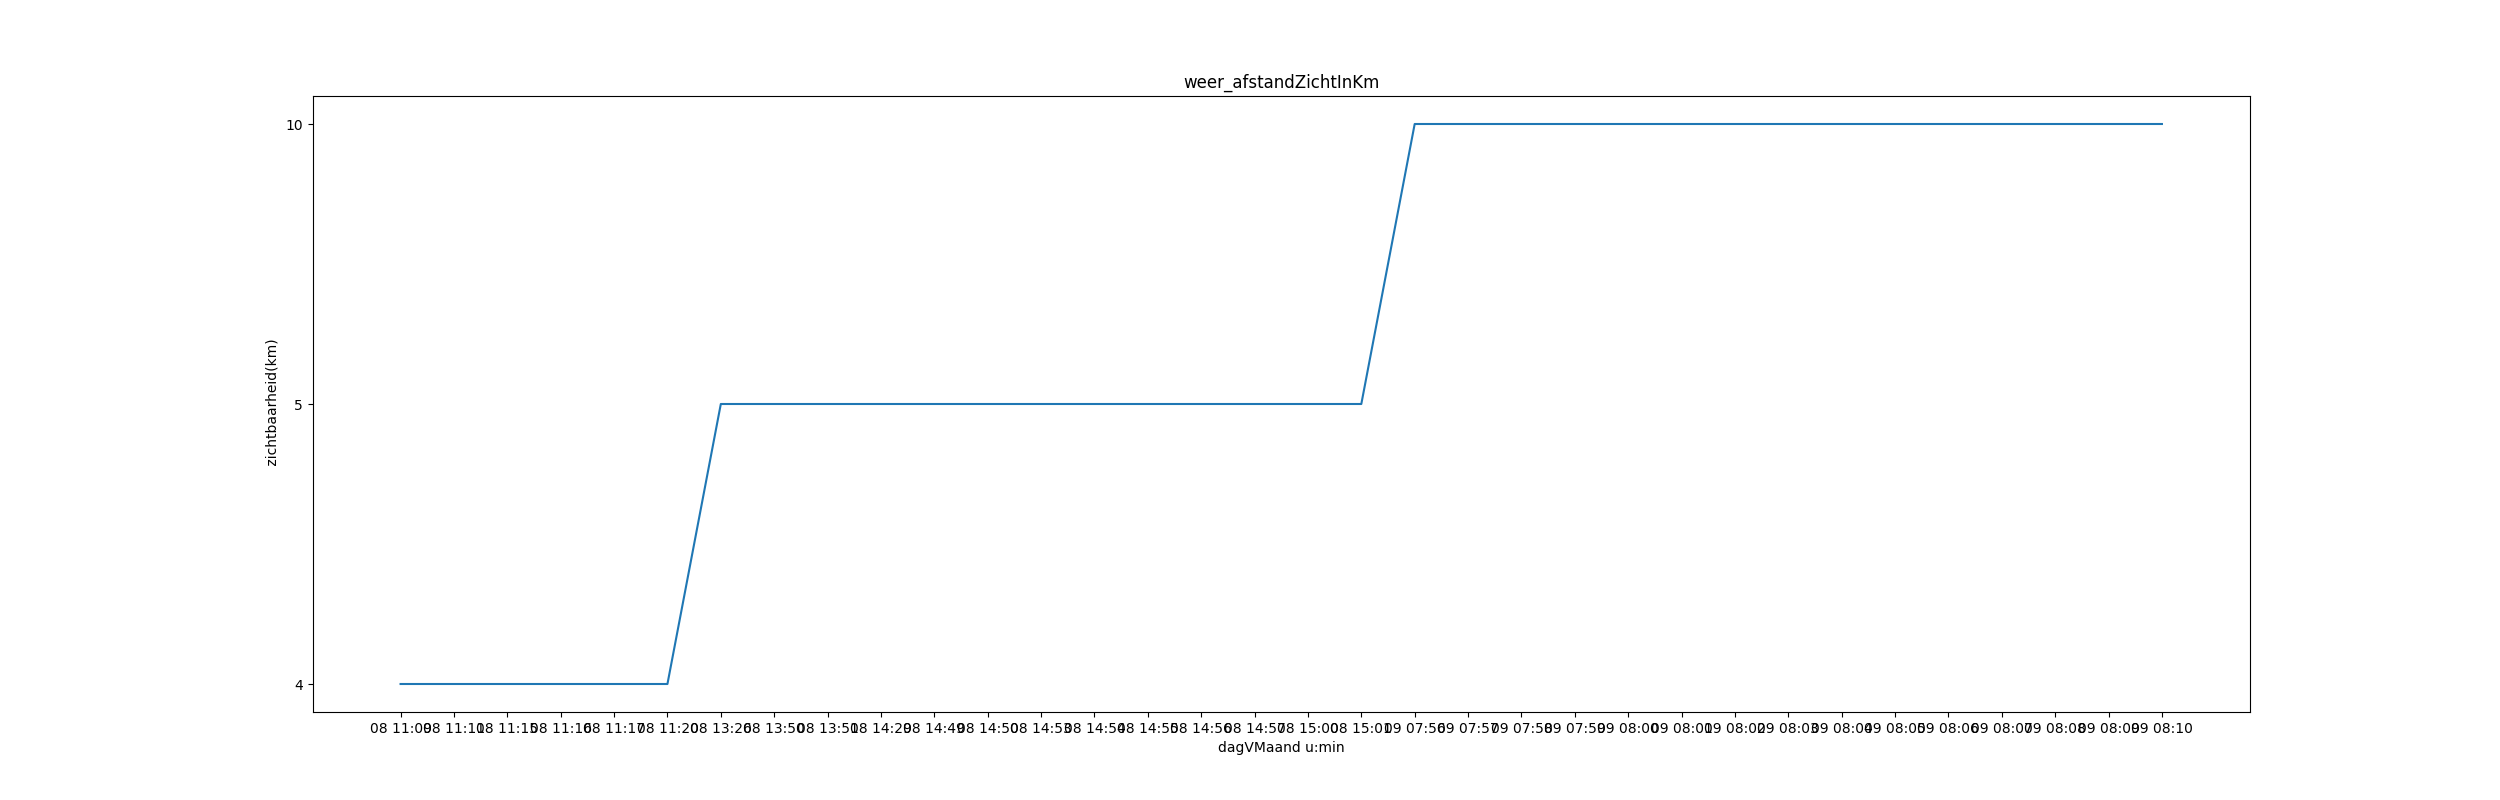 weer_afstandZichtInKm
10
5
4
zichtbaarheid(km)
08 11:09 08 11:11 08 11:15 08 11:16 08 11:17 08 11:20 08 13:26 08 13:50 08 13:51 08 14:29 08 14:49 08 14:50 08 14:53 08 14:54 08 14:55 08 14:56 08 14:57 08 15:00 08 15:01 09 07:56 09 07:57 09 07:58 09 07:59 09 08:00 09 08:01 09 08:02 09 08:03 09 08:04 09 08:05 09 08:06 09 08:07 09 08:08 09 08:09 09 08:10
dagVMaand u:min